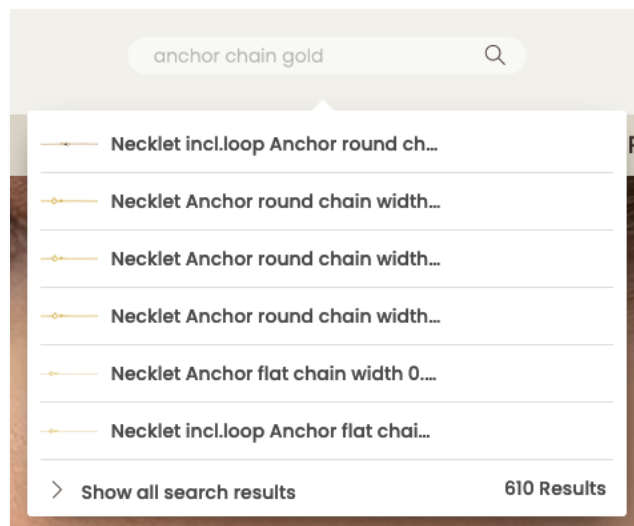 anchor chain gold
Necklet incl.loop Anchor round ch...
Necklet Anchor round chain width...
Necklet Anchor round chain width...
Necklet Anchor round chain width...
Necklet Anchor flat chain width 0....
Necklet incl.loop Anchor flat chai...
Show all search results 610 Results